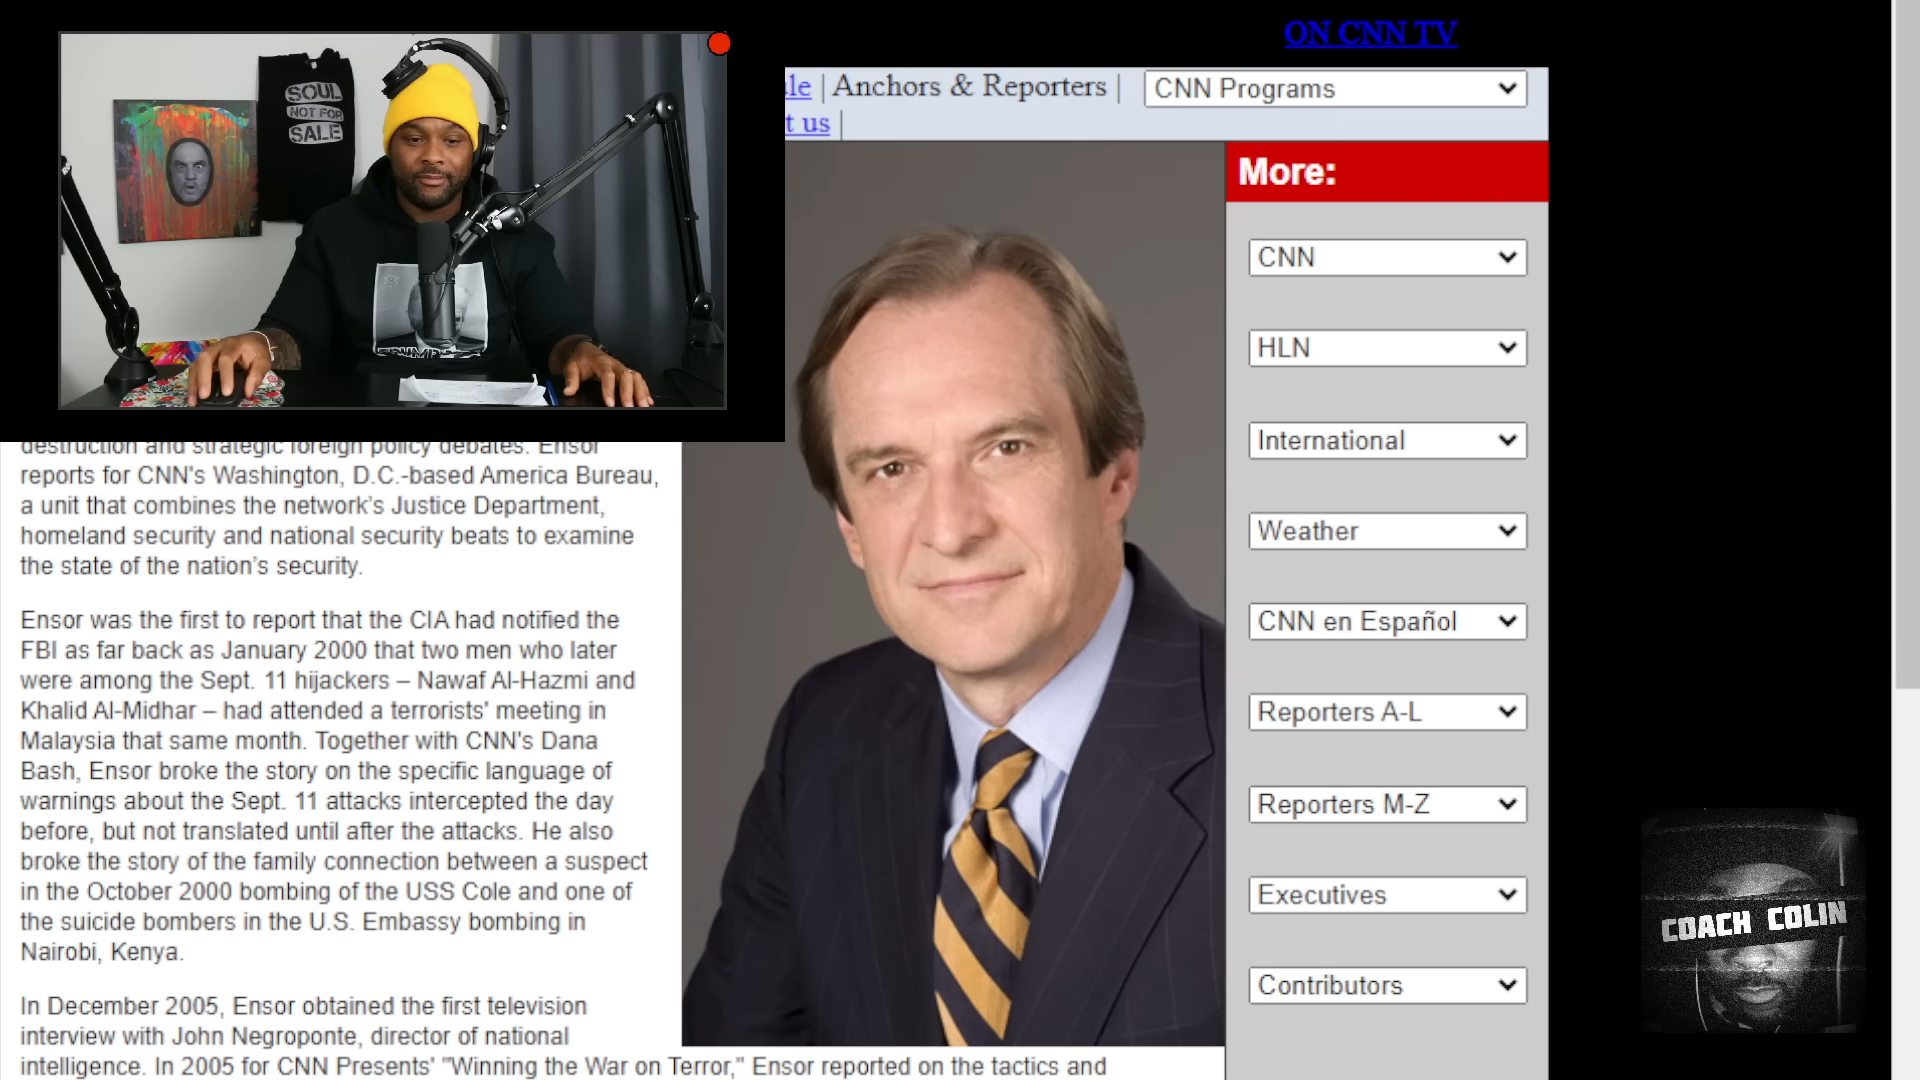 ON CNN TV
le | Anchors & Reporters |
CNN Programs
t us |
SOUL
NOT FOR
SALE
More:
CNN
HLN
International
Weather
CNN en Español
Reporters A-L
Reporters M-Z
Executives
Contributors
destruction and strategic foreign policy debates. Ensor
reports for CNN's Washington, D.C.-based America Bureau,
a unit that combines the network's Justice Department,
homeland security and national security beats to examine
the state of the nation's security.
Ensor was the first to report that the CIA had notified the
FBI as far back as January 2000 that two men who later
were among the Sept. 11 hijackers – Nawaf Al-Hazmi and
Khalid Al-Midhar – had attended a terrorists' meeting in
Malaysia that same month. Together with CNN's Dana
Bash, Ensor broke the story on the specific language of
warnings about the Sept. 11 attacks intercepted the day
before, but not translated until after the attacks. He also
broke the story of the family connection between a suspect
in the October 2000 bombing of the USS Cole and one of
the suicide bombers in the U.S. Embassy bombing in
Nairobi, Kenya.
In December 2005, Ensor obtained the first television
interview with John Negroponte, director of national
intelligence. In 2005 for CNN Presents' "Winning the War on Terror," Ensor reported on the tactics and
COACH COLIN